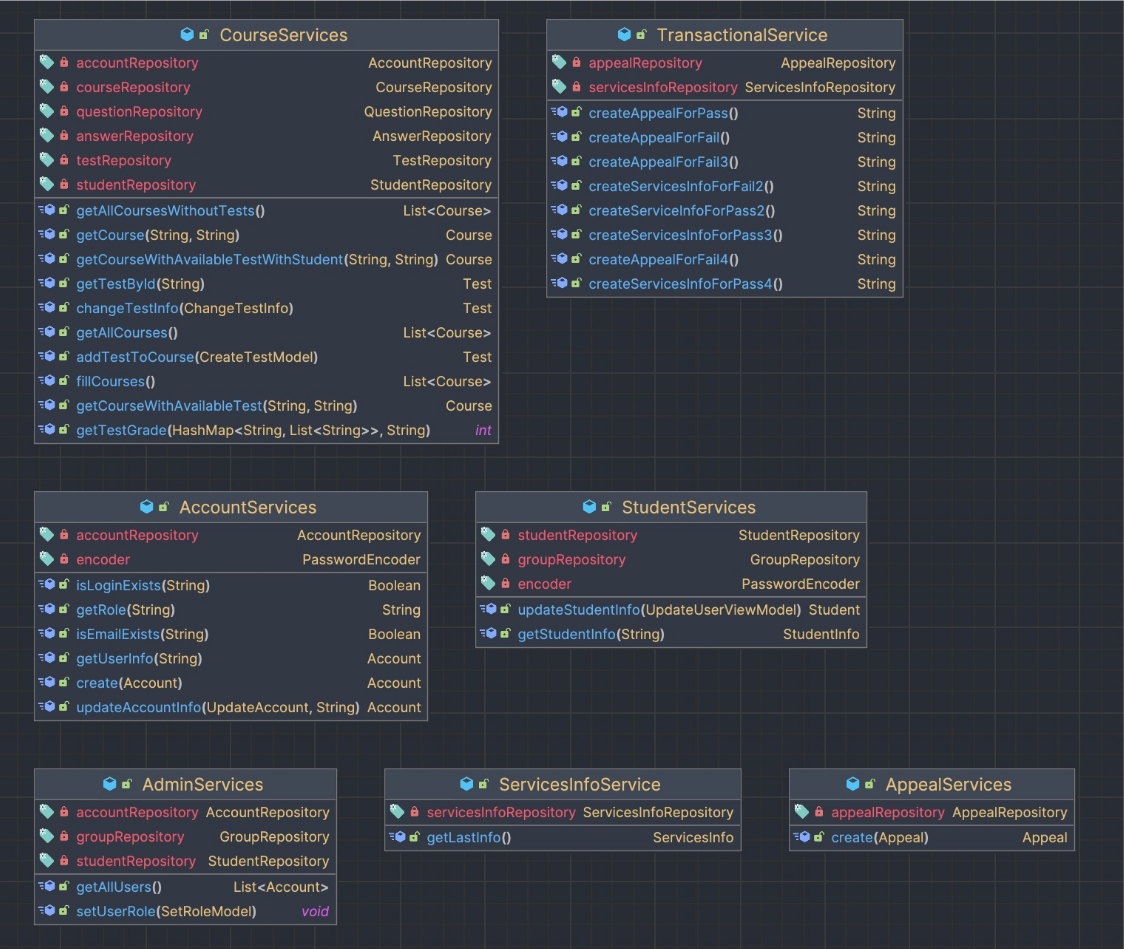 CourseServices
accountRepository AccountRepository
courseRepository CourseRepository
questionRepository QuestionRepository
answerRepository AnswerRepository
testRepository TestRepository
studentRepository StudentRepository
getAllCoursesWithoutTests() List<Course>
getCourse(String, String) Course
getCourseWithAvailableTestWithStudent(String, String) Course
getTestById(String) Test
changeTestInfo(ChangeTestInfo) Test
getAllCourses() List<Course>
addTestToCourse(CreateTestModel) Test
fillCourses() List<Course>
getCourseWithAvailableTest(String, String) Course
getTestGrade(HashMap<String, List<String>>, String) int
TransactionalService
appealRepository AppealRepository
servicesInfoRepository ServicesInfoRepository
createAppealForPass() String
createAppealForFail() String
createAppealForFail3() String
createServicesInfoForFail2() String
createServiceInfoForPass2() String
createServicesInfoForPass3() String
createAppealForFail4() String
createServicesInfoForPass4() String
AccountServices
accountRepository AccountRepository
encoder PasswordEncoder
isLoginExists(String) Boolean
getRole(String) String
isEmailExists(String) Boolean
getUserInfo(String) Account
create(Account) Account
updateAccountInfo(UpdateAccount, String) Account
StudentServices
studentRepository StudentRepository
groupRepository GroupRepository
encoder PasswordEncoder
updateStudentInfo(UpdateUserViewModel) Student
getStudentInfo(String) StudentInfo
AdminServices
accountRepository AccountRepository
groupRepository GroupRepository
studentRepository StudentRepository
getAllUsers() List<Account>
setUserRole(SetRoleModel) void
ServicesInfoService
servicesInfoRepository ServicesInfoRepository
getLastInfo() ServicesInfo
AppealServices
appealRepository AppealRepository
create(Appeal) Appeal